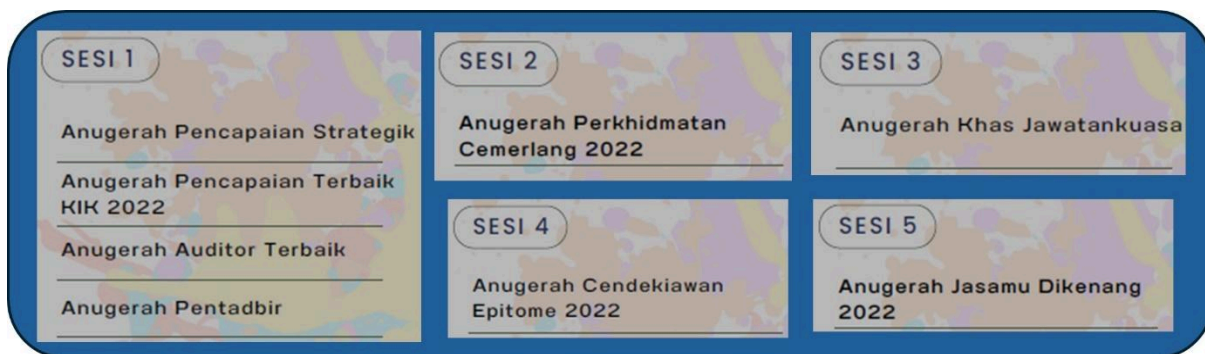 SESI 1
Anugerah Pencapaian Strategik
Anugerah Pencapaian Terbaik
KIK 2022
Anugerah Auditor Terbaik
Anugerah Pentadbir
SESI 2
Anugerah Perkhidmatan
Cemerlang 2022
SESI 3
Anugerah Khas Jawatankuasa
SESI 4
Anugerah Cendekiawan
Epitome 2022
SESI 5
Anugerah Jasamu Dikenang
2022